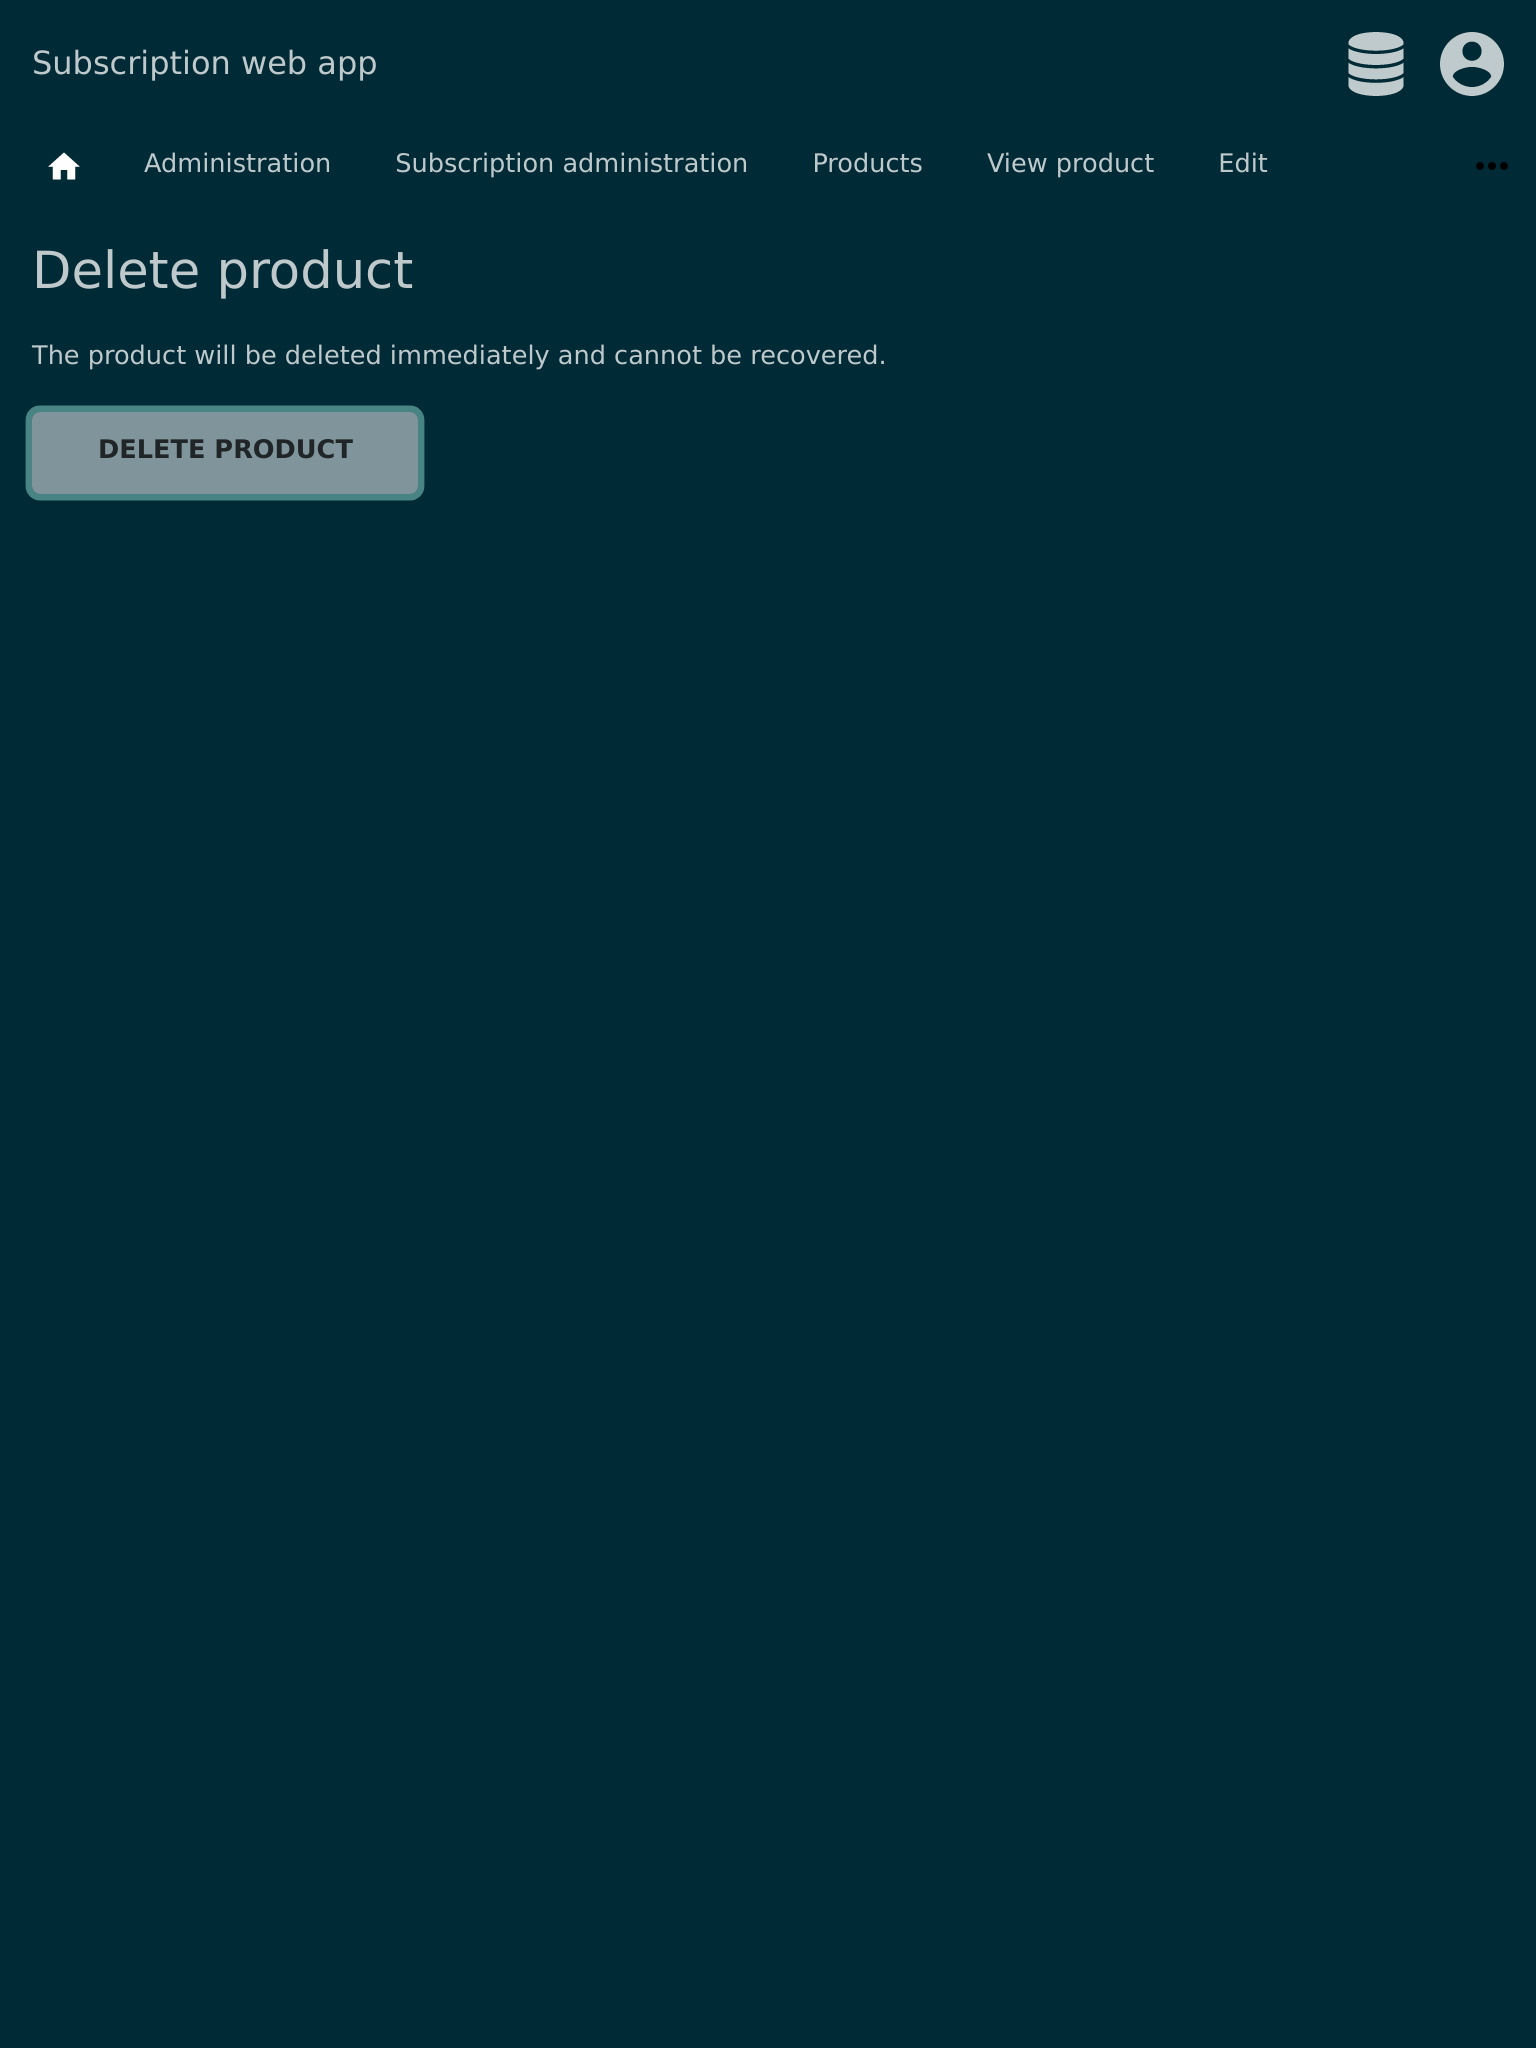 Subscription web app
Administration Subscription administration Products View product Edit
Delete product
The product will be deleted immediately and cannot be recovered.
DELETE PRODUCT